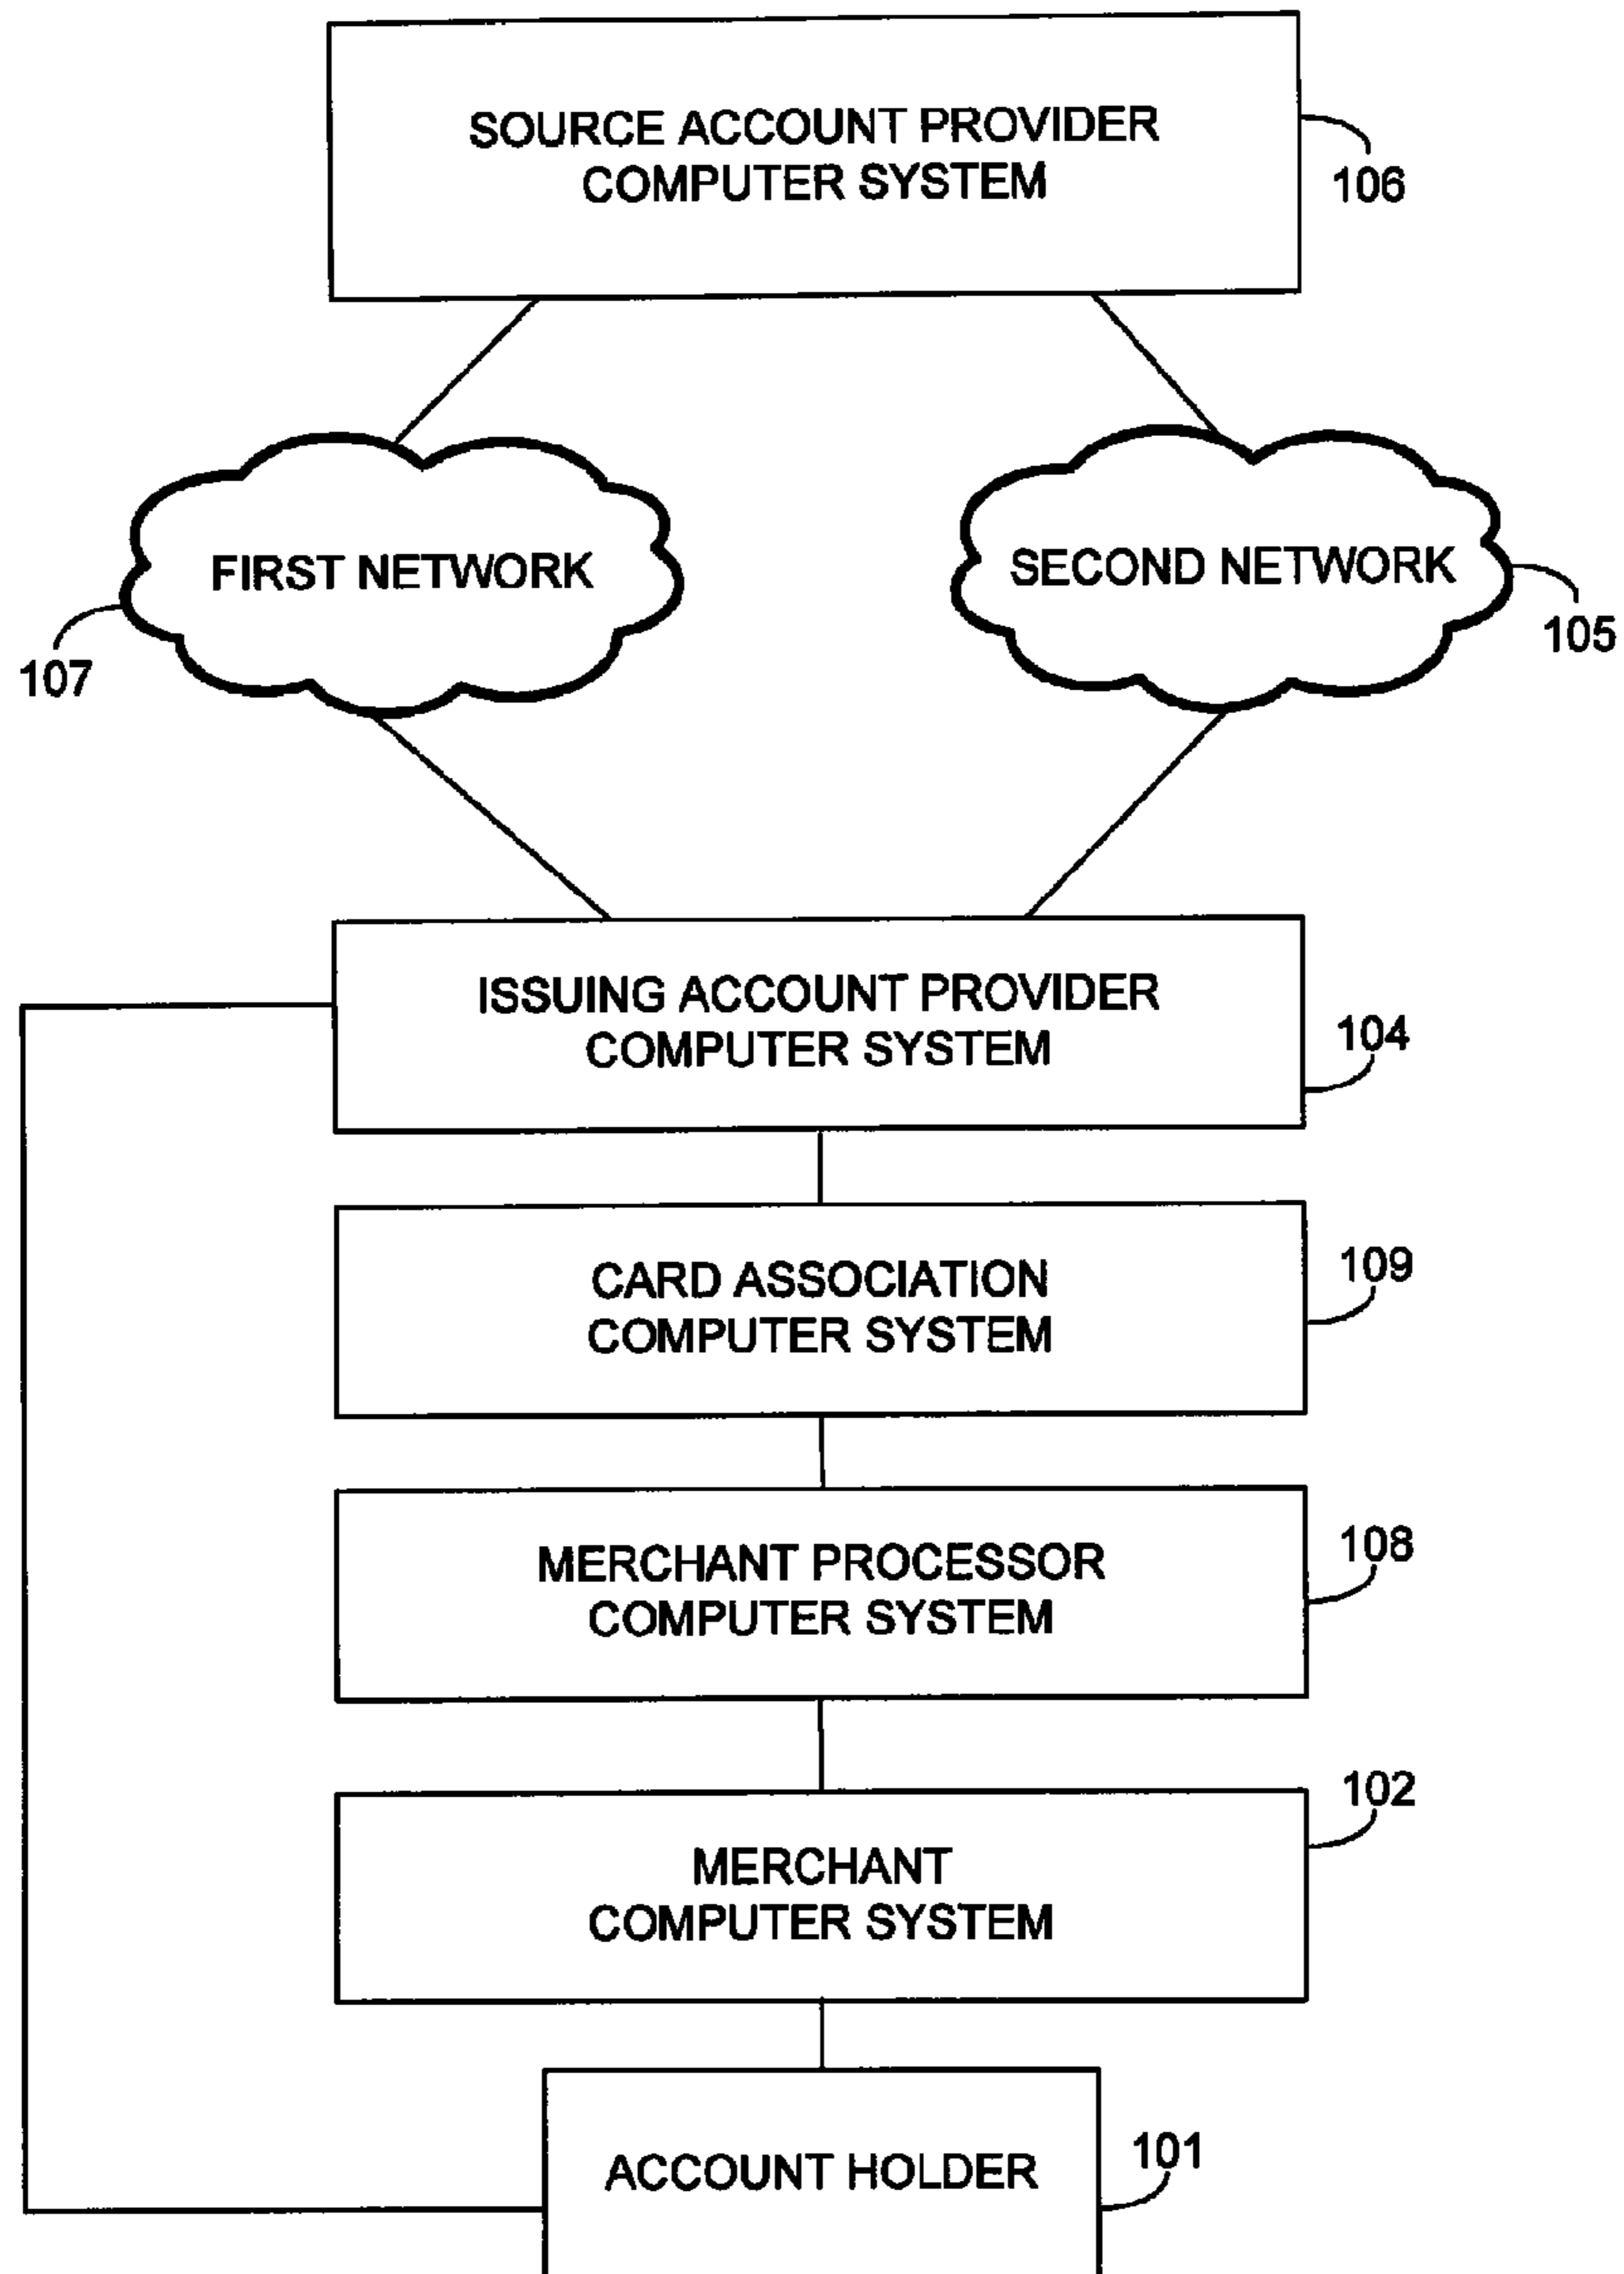 SOURCE ACCOUNT PROVIDER
COMPUTER SYSTEM
106
FIRST NETWORK
SECOND NETWORK
107
105
ISSUING ACCOUNT PROVIDER
COMPUTER SYSTEM
104
CARD ASSOCIATION
COMPUTER SYSTEM
109
MERCHANT PROCESSOR
COMPUTER SYSTEM
108
MERCHANT
COMPUTER SYSTEM
102
ACCOUNT HOLDER
101